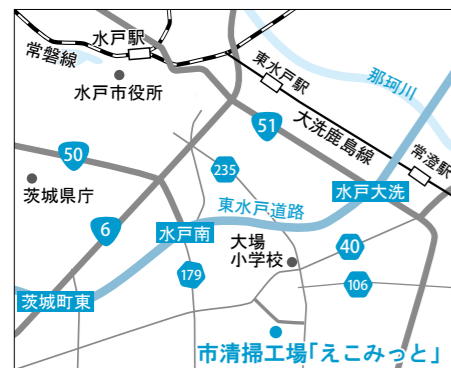 水戸駅
常磐線
水戸市役所
東水戸駅
那珂川
大洗鹿島線
51
常澄駅
50
235
茨城県庁
水戸大洗
東水戸道路
6
水戸南
大場
小学校
40
179
106
茨城町東
市清掃工場「えこみっと」